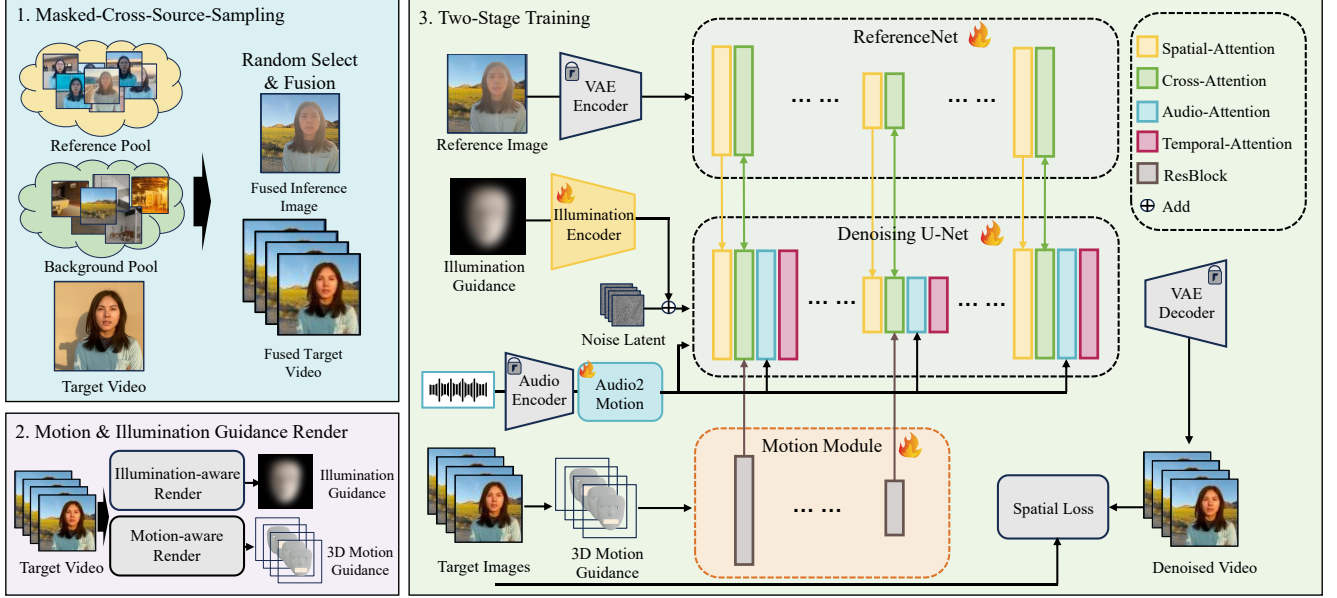 1. Masked-Cross-Source-Sampling
Reference Pool
Background Pool
Target Video
Random Select
& Fusion
Fused Inference
Image
Fused Target
Video
2. Motion & Illumination Guidance Render
Target Video
Illumination-aware
Render
Motion-aware
Render
Illumination
Guidance
3D Motion
Guidance
3. Two-Stage Training
Reference Image
VAE
Encoder
ReferenceNet
... ...
... ...
Illumination
Guidance
Illumination
Encoder
Noise Latent
Denoising U-Net
... ...
... ...
Audio
Encoder
Audio2
Motion
Target Images
3D Motion
Guidance
Motion Module
... ...
Spatial-Attention
Cross-Attention
Audio-Attention
Temporal-Attention
ResBlock
Add
VAE
Decoder
Spatial Loss
Denoised Video